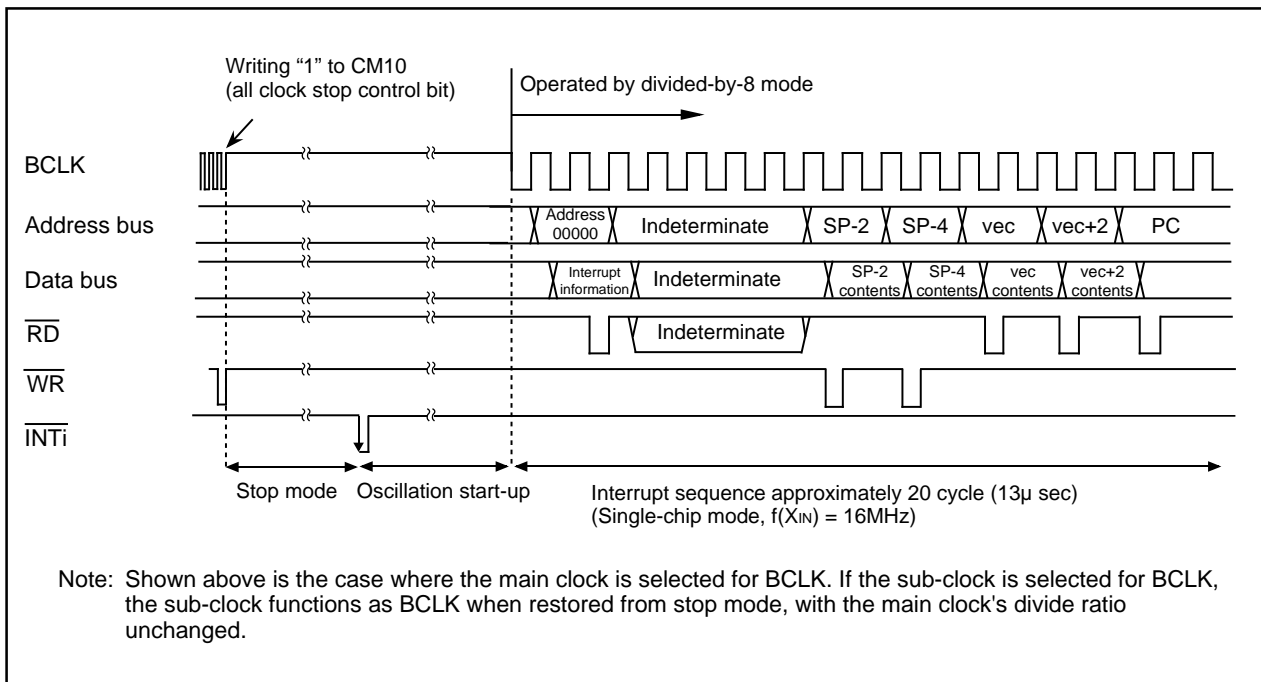 Writing “1” to CM10
(all clock stop control bit)
Operated by divided-by-8 mode
BCLK
Address bus
Address
00000
Indeterminate
SP-2
SP-4
vec
vec+2
PC
Data bus
Interrupt
information
Indeterminate
SP-2
contents
SP-4
contents
vec
contents
vec+2
contents
RD
Indeterminate
WR
INTi
Stop mode
Oscillation start-up
Interrupt sequence approximately 20 cycle (13µ sec)
(Single-chip mode, f(XIN) = 16MHz)
Note: Shown above is the case where the main clock is selected for BCLK. If the sub-clock is selected for BCLK,
the sub-clock functions as BCLK when restored from stop mode, with the main clock's divide ratio
unchanged.